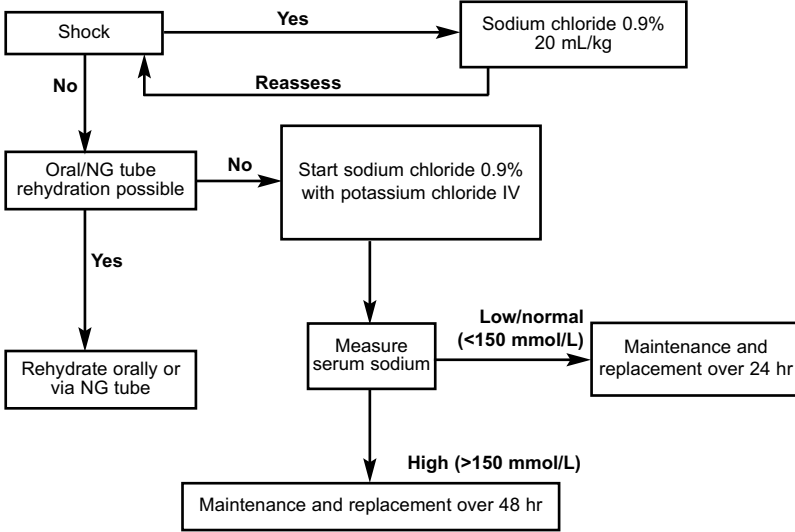 Shock
Yes
Sodium chloride 0.9%
20 mL/kg
Reassess
No
Oral/NG tube
rehydration possible
No
Start sodium chloride 0.9%
with potassium chloride IV
Yes
Rehydrate orally or
via NG tube
Measure
serum sodium
Low/normal
(<150 mmol/L)
Maintenance and
replacement over 24 hr
High (>150 mmol/L)
Maintenance and replacement over 48 hr